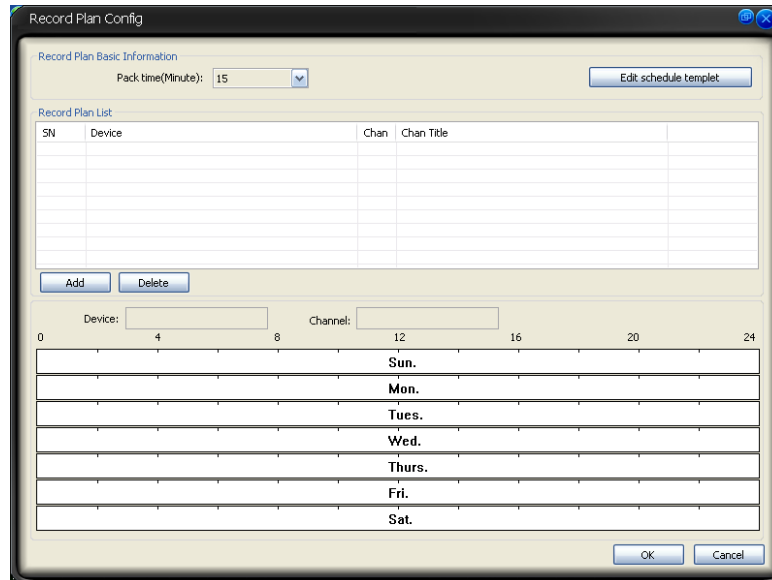 Record Plan Config
Record Plan Basic Information
Pack time(Minute): 15
Edit schedule templet
Record Plan List
SN Device Chan Chan Title
Add Delete
Device: Channel:
0 4 8 12 16 20 24
Sun.
Mon.
Tues.
Wed.
Thurs.
Fri.
Sat.
OK Cancel